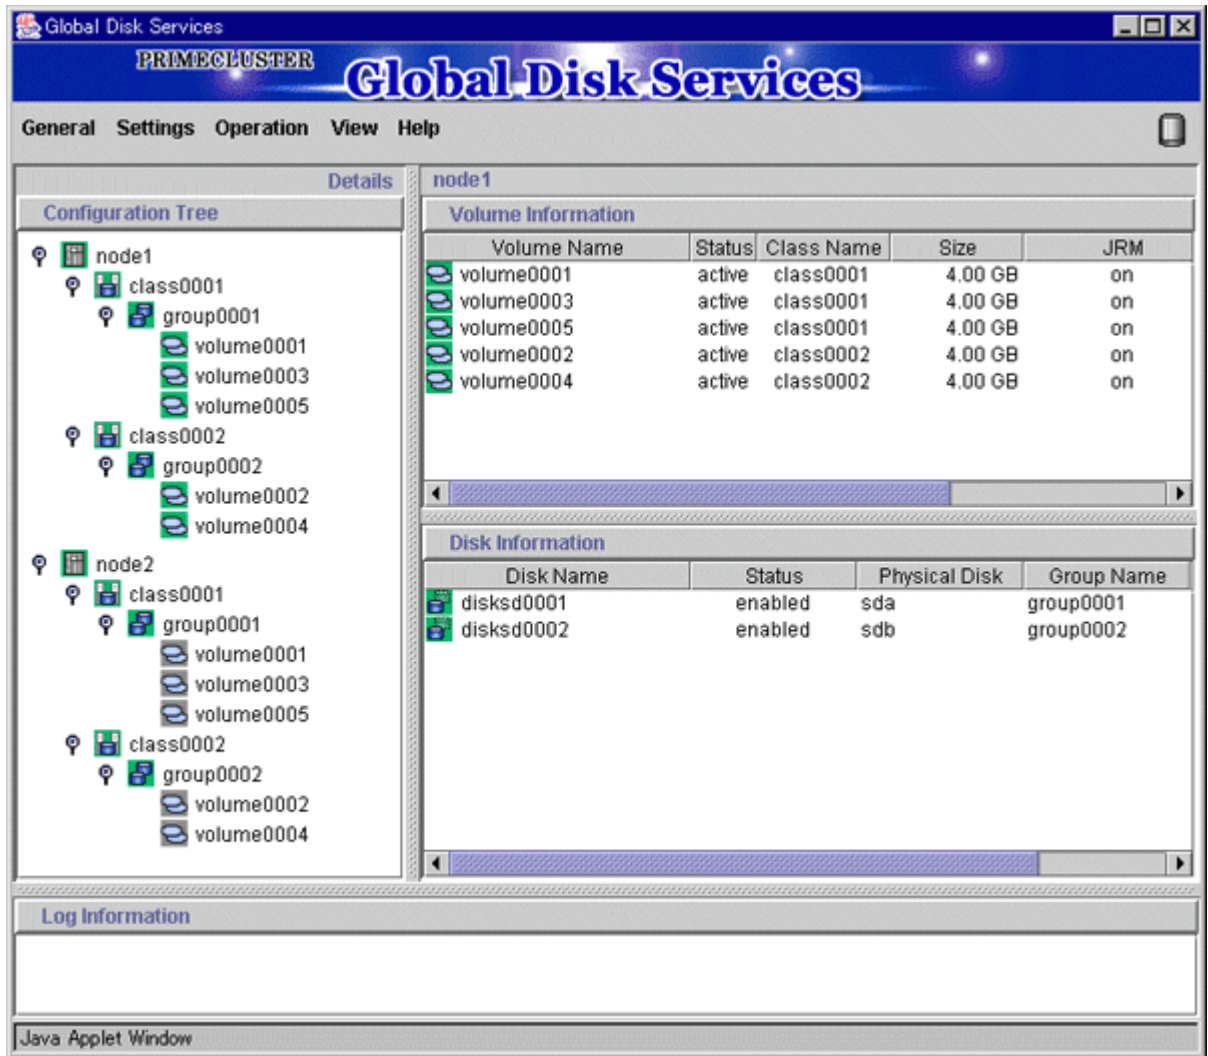 Global Disk Services
PRIMECLUSTER
Global Disk Services
General Settings Operation View Help
Details
Configuration Tree
node1
class0001
group0001
volume0001
volume0003
volume0005
class0002
group0002
volume0002
volume0004
node2
class0001
group0001
volume0001
volume0003
volume0005
class0002
group0002
volume0002
volume0004
node1
Volume Information
Volume Name Status Class Name Size JRM
volume0001 active class0001 4.00 GB on
volume0003 active class0001 4.00 GB on
volume0005 active class0001 4.00 GB on
volume0002 active class0002 4.00 GB on
volume0004 active class0002 4.00 GB on
Disk Information
Disk Name Status Physical Disk Group Name
disksd0001 enabled sda group0001
disksd0002 enabled sdb group0002
Log Information
Java Applet Window